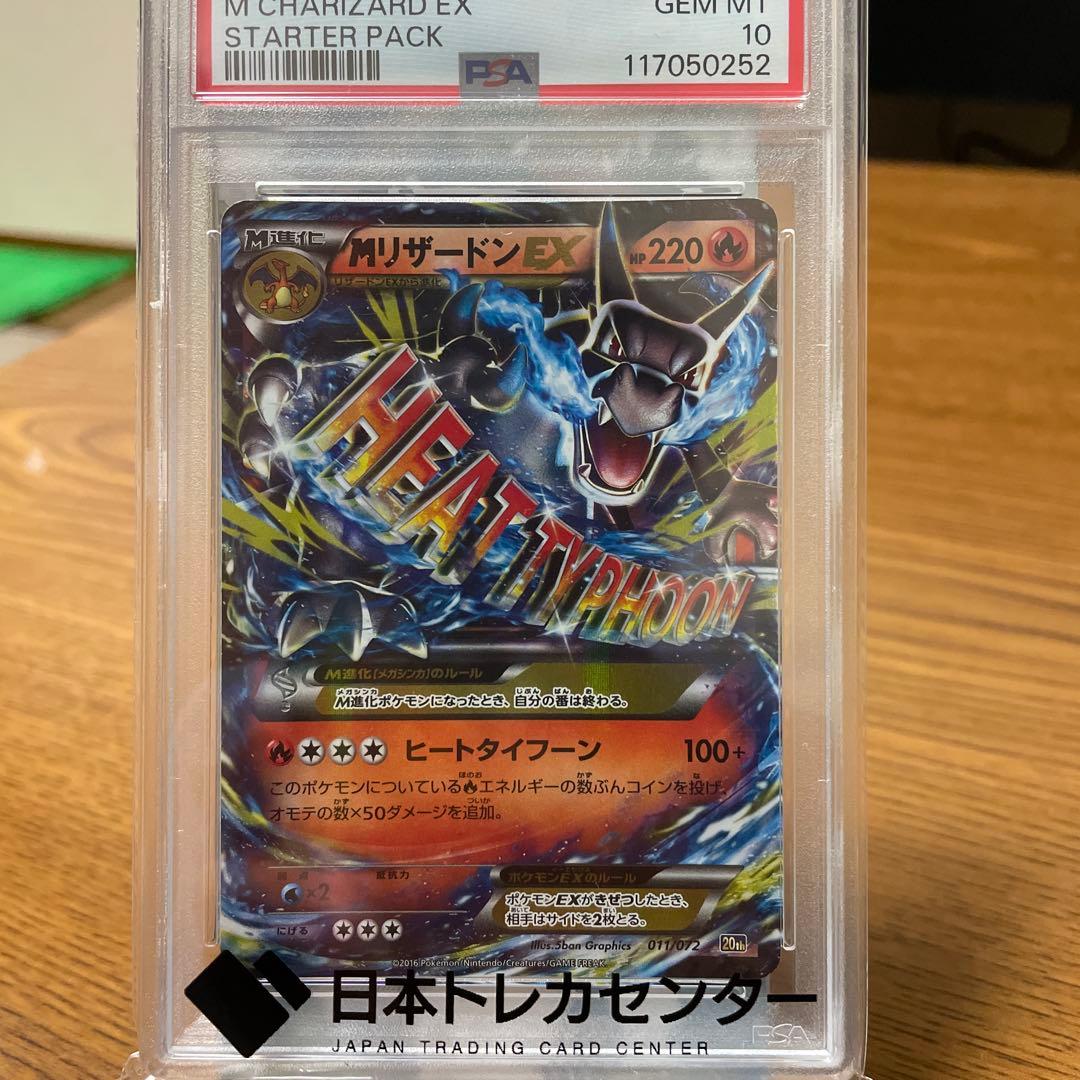 M CHARIZARD EX GEM MT
STARTER PACK 10
PSA 117050252
M進化
MリザードンEX HP220
リザードンEXから進化
HEAT TYPHOON
M進化[メガシンカ]のルール
M進化ポケモンになったとき、自分の番は終わる。
ヒートタイフーン 100+
このポケモンについているエネルギーの数ぶんコインを投げ、
オモテの数×50ダメージを追加。
弱点 抵抗力
×2
ポケモンEXのルール
ポケモンEXがきぜつしたとき、
相手はサイドを2枚とる。
にげる
Illus.5ban Graphics 011/072 20th
©2016 Pokémon/Nintendo/Creatures/GAME FREAK
日本トレカセンター
PSA
JAPAN TRADING CARD CENTER